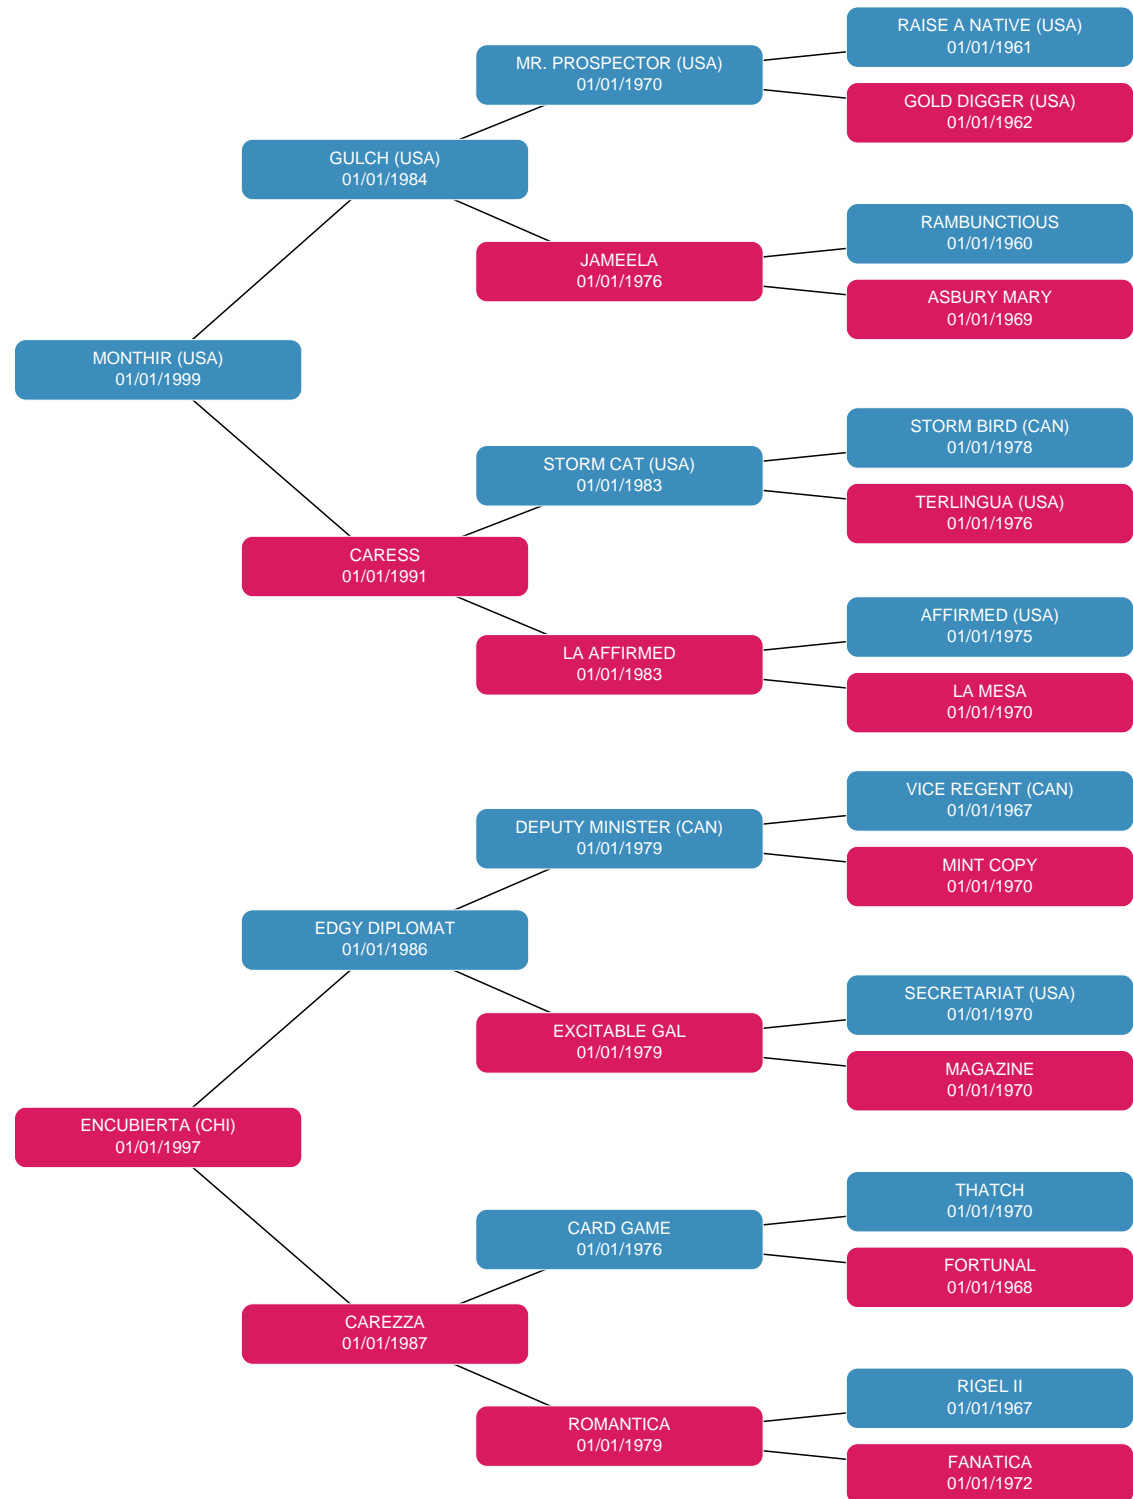 RAISE A NATIVE (USA)
01/01/1961
MR. PROSPECTOR (USA)
01/01/1970
GOLD DIGGER (USA)
01/01/1962
GULCH (USA)
01/01/1984
RAMBUNCTIOUS
01/01/1960
JAMEELA
01/01/1976
ASBURY MARY
01/01/1969
MONTHIR (USA)
01/01/1999
STORM BIRD (CAN)
01/01/1978
STORM CAT (USA)
01/01/1983
TERLINGUA (USA)
01/01/1976
CARESS
01/01/1991
AFFIRMED (USA)
01/01/1975
LA AFFIRMED
01/01/1983
LA MESA
01/01/1970
VICE REGENT (CAN)
01/01/1967
DEPUTY MINISTER (CAN)
01/01/1979
MINT COPY
01/01/1970
EDGY DIPLOMAT
01/01/1986
SECRETARIAT (USA)
01/01/1970
EXCITABLE GAL
01/01/1979
MAGAZINE
01/01/1970
ENCUBIERTA (CHI)
01/01/1997
THATCH
01/01/1970
CARD GAME
01/01/1976
FORTUNAL
01/01/1968
CAREZZA
01/01/1987
RIGEL II
01/01/1967
ROMANTICA
01/01/1979
FANATICA
01/01/1972